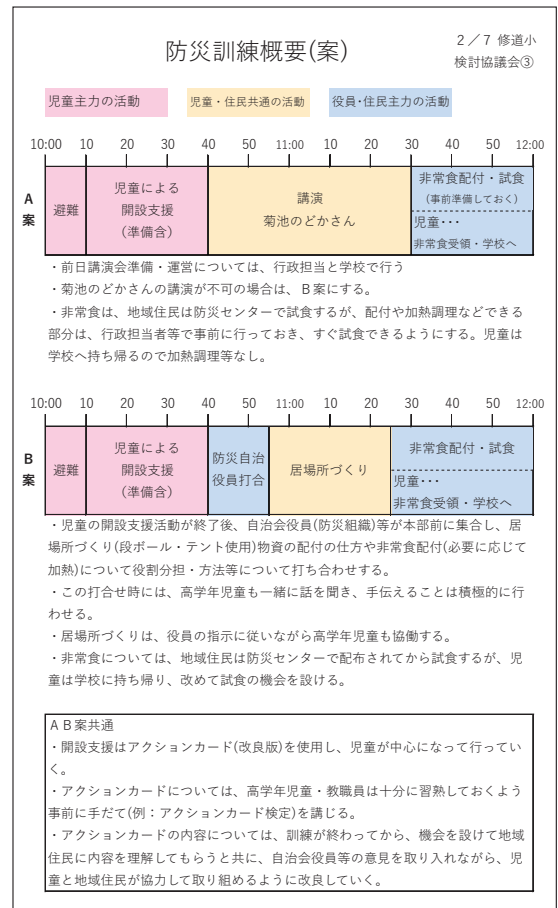 防災訓練概要(案)
2／7 修道小
検討協議会③
児童主力の活動
児童・住民共通の活動
役員・住民主力の活動
10:00 10 20 30 40 50 11:00 10 20 30 40 50 12:00
A
案
避難
児童による
開設支援
(準備含)
講演
菊池のどかさん
非常食配付・試食
(事前準備しておく)
児童･･･
非常食受領・学校へ
・前日講演会準備・運営については、行政担当と学校で行う
・菊池のどかさんの講演が不可の場合は、B案にする。
・非常食は、地域住民は防災センターで試食するが、配付や加熱調理などできる
部分は、行政担当者等で事前に行っておき、すぐ試食できるようにする。児童は
学校へ持ち帰るので加熱調理等なし。
10:00 10 20 30 40 50 11:00 10 20 30 40 50 12:00
B
案
避難
児童による
開設支援
(準備含)
防災自治
役員打合
居場所づくり
非常食配付・試食
児童･･･
非常食受領・学校へ
・児童の開設支援活動が終了後、自治会役員(防災組織)等が本部前に集合し、居
場所づくり(段ボール・テント使用)物資の配付の仕方や非常食配付(必要に応じて
加熱)について役割分担・方法等について打ち合わせする。
・この打合せ時には、高学年児童も一緒に話を聞き、手伝えることは積極的に行
わせる。
・居場所づくりは、役員の指示に従いながら高学年児童も協働する。
・非常食については、地域住民は防災センターで配布されてから試食するが、児
童は学校に持ち帰り、改めて試食の機会を設ける。
AB案共通
・開設支援はアクションカード(改良版)を使用し、児童が中心になって行ってい
く。
・アクションカードについては、高学年児童・教職員は十分に習熟しておくよう
事前に手だて(例：アクションカード検定)を講じる。
・アクションカードの内容については、訓練が終わってから、機会を設けて地域
住民に内容を理解してもらうと共に、自治会役員等の意見を取り入れながら、児
童と地域住民が協力して取り組めるように改良していく。